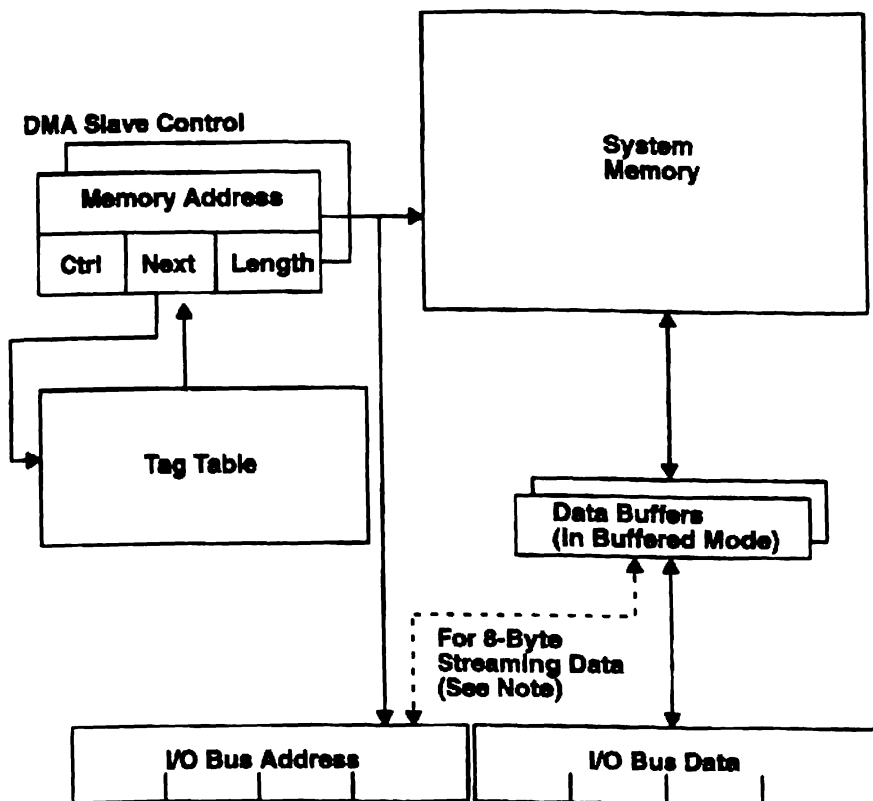 DMA Slave Control
System
Memory
Memory Address
Ctrl
Next
Length
Tag Table
Data Buffers
(In Buffered Mode)
For 8-Byte
Streaming Data
(See Note)
I/O Bus Address
I/O Bus Data